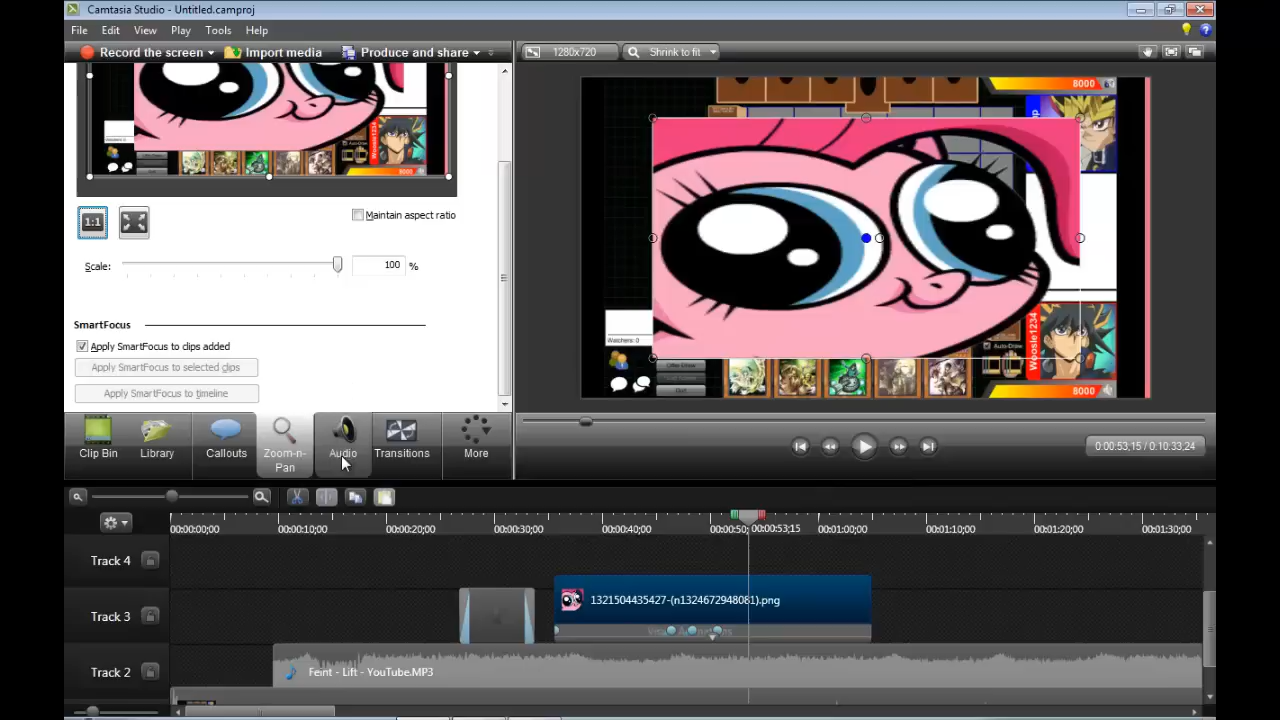 Camtasia Studio - Untitled.camproj
File Edit View Play Tools Help
Record the screen Import media Produce and share
1280x720 Shrink to fit
8000
8000
1:1
Maintain aspect ratio
Scale: 100 %
Watchers: 0
Woosie1234
Auto-Draw
8000
SmartFocus
Apply SmartFocus to clips added
Apply SmartFocus to selected clips
Apply SmartFocus to timeline
Clip Bin Library Callouts Zoom-n-Pan Audio Transitions More
0:00:53,15 / 0:10:33,24
00:00:00;00 00:00:10;00 00:00:20;00 00:00:30;00 00:00:40;00 00:00:50; 00:00:53;15 00:01:00;00 00:01:10;00 00:01:20;00 00:01:30;00
Track 4
Track 3
1321504435427-(n1324672948081).png
Track 2
Feint - Lift - YouTube.MP3